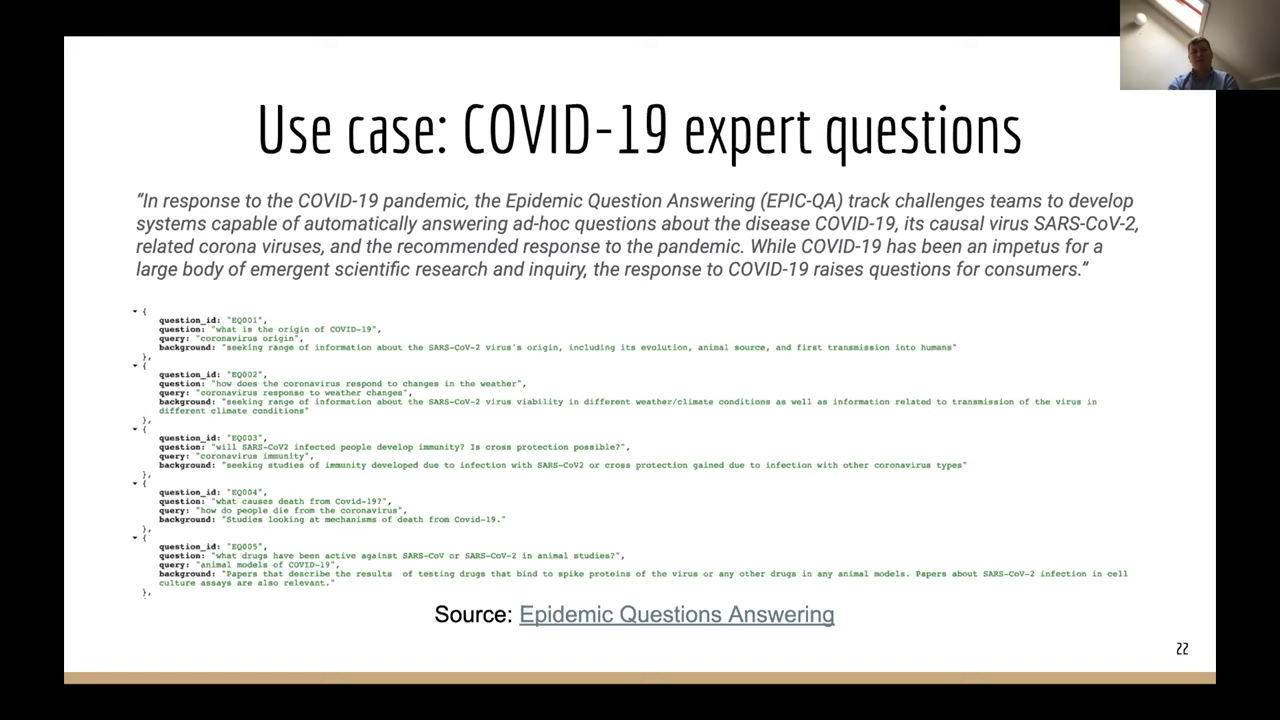 Use case: COVID-19 expert questions
“In response to the COVID-19 pandemic, the Epidemic Question Answering (EPIC-QA) track challenges teams to develop
systems capable of automatically answering ad-hoc questions about the disease COVID-19, its causal virus SARS-CoV-2,
related corona viruses, and the recommended response to the pandemic. While COVID-19 has been an impetus for a
large body of emergent scientific research and inquiry, the response to COVID-19 raises questions for consumers.”
{
question_id: "EQ001",
question: "what is the origin of COVID-19",
query: "coronavirus origin",
background: "seeking range of information about the SARS-CoV-2 virus's origin, including its evolution, animal source, and first transmission into humans"
},
{
question_id: "EQ002",
question: "how does the coronavirus respond to changes in the weather",
query: "coronavirus response to weather changes",
background: "seeking range of information about the SARS-CoV-2 virus viability in different weather/climate conditions as well as information related to transmission of the virus in
different climate conditions"
},
{
question_id: "EQ003",
question: "will SARS-CoV2 infected people develop immunity? Is cross protection possible?",
query: "coronavirus immunity",
background: "seeking studies of immunity developed due to infection with SARS-CoV2 or cross protection gained due to infection with other coronavirus types"
},
{
question_id: "EQ004",
question: "what causes death from Covid-19?",
query: "how do people die from the coronavirus",
background: "Studies looking at mechanisms of death from Covid-19."
},
{
question_id: "EQ005",
question: "what drugs have been active against SARS-CoV or SARS-CoV-2 in animal studies?",
query: "animal models of COVID-19",
background: "Papers that describe the results  of testing drugs that bind to spike proteins of the virus or any other drugs in any animal models. Papers about SARS-CoV-2 infection in cell
culture assays are also relevant."
},
Source: Epidemic Questions Answering
22